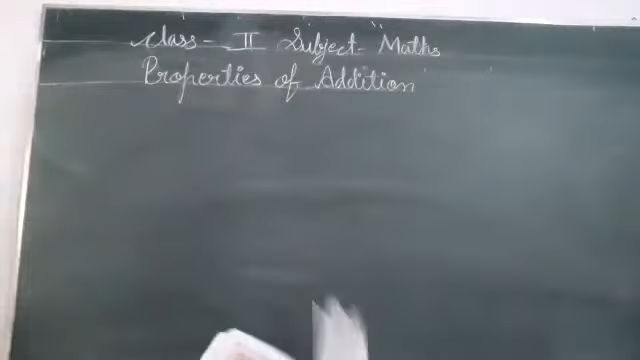 Class - II Subject - Maths
Properties of Addition